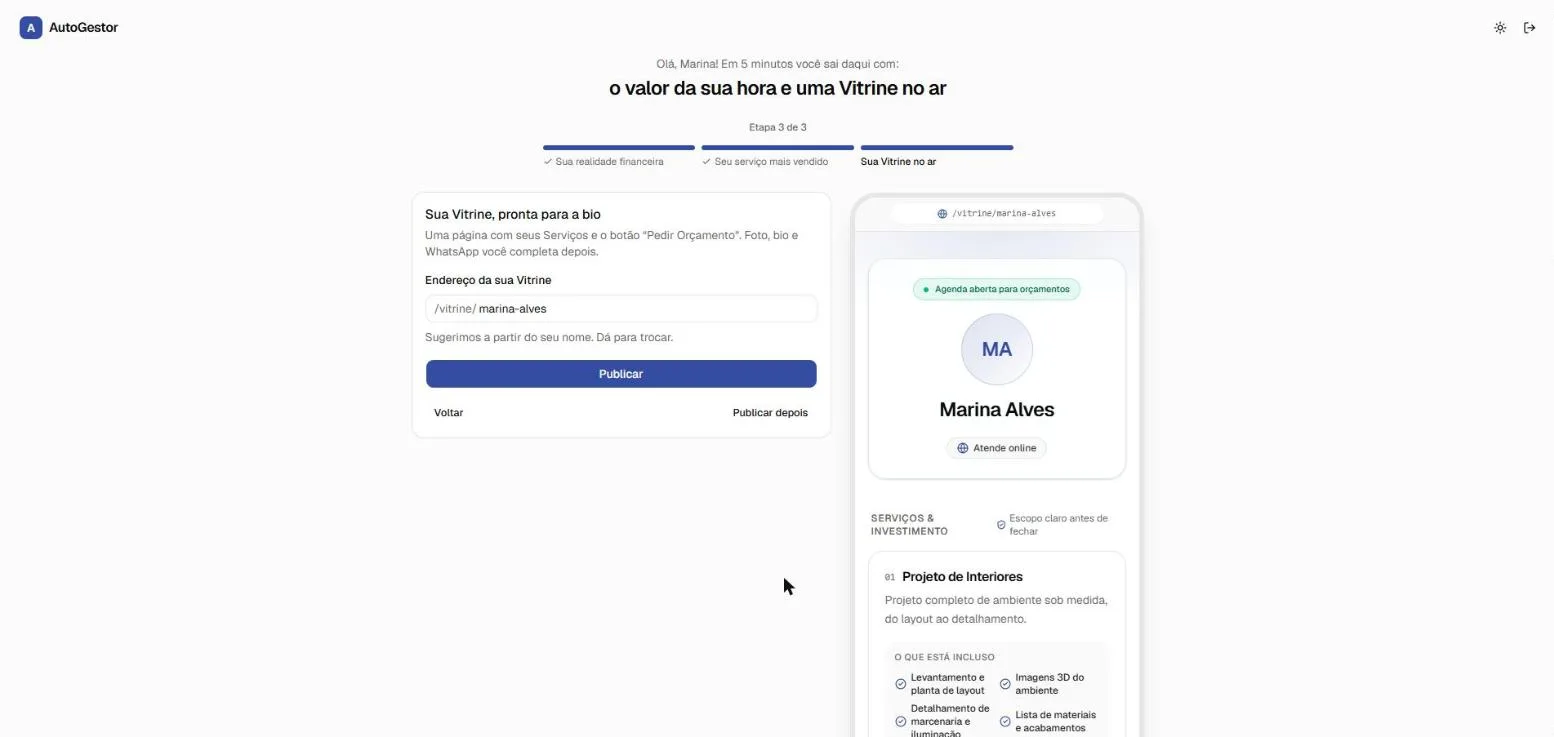 A AutoGestor
Olá, Marina! Em 5 minutos você sai daqui com:
o valor da sua hora e uma Vitrine no ar
Etapa 3 de 3
Sua realidade financeira
Seu serviço mais vendido
Sua Vitrine no ar
Sua Vitrine, pronta para a bio
Uma página com seus Serviços e o botão “Pedir Orçamento”. Foto, bio e
WhatsApp você completa depois.
Endereço da sua Vitrine
/vitrine/ marina-alves
Sugerimos a partir do seu nome. Dá para trocar.
Publicar
Voltar
Publicar depois
/vitrine/marina-alves
Agenda aberta para orçamentos
MA
Marina Alves
Atende online
SERVIÇOS &
INVESTIMENTO
Escopo claro antes de
fechar
01 Projeto de Interiores
Projeto completo de ambiente sob medida,
do layout ao detalhamento.
O QUE ESTÁ INCLUSO
Levantamento e
planta de layout
Imagens 3D do
ambiente
Detalhamento de
marcenaria e
iluminação
Lista de materiais
e acabamentos